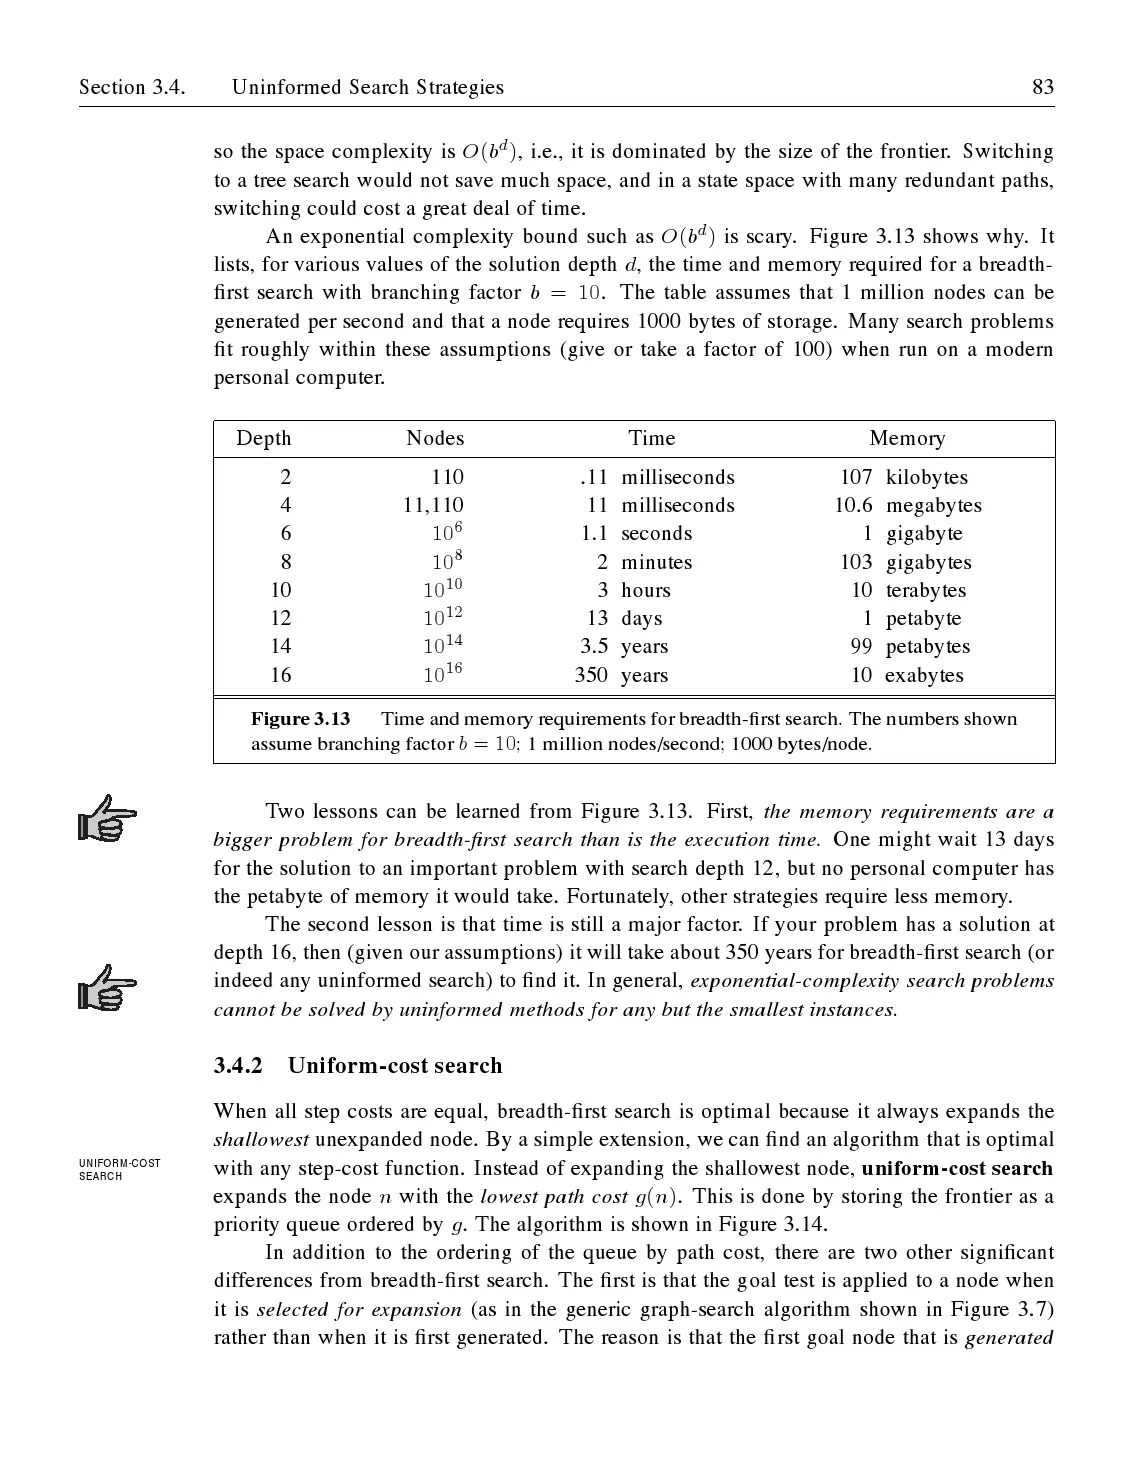 Section 3.4. Uninformed Search Strategies 83
so the space complexity is O(b^d), i.e., it is dominated by the size of the frontier. Switching
to a tree search would not save much space, and in a state space with many redundant paths,
switching could cost a great deal of time.
An exponential complexity bound such as O(b^d) is scary. Figure 3.13 shows why. It
lists, for various values of the solution depth d, the time and memory required for a breadth-
first search with branching factor b = 10. The table assumes that 1 million nodes can be
generated per second and that a node requires 1000 bytes of storage. Many search problems
fit roughly within these assumptions (give or take a factor of 100) when run on a modern
personal computer.
Depth Nodes Time Memory
2 110 .11 milliseconds 107 kilobytes
4 11,110 11 milliseconds 10.6 megabytes
6 10^6 1.1 seconds 1 gigabyte
8 10^8 2 minutes 103 gigabytes
10 10^10 3 hours 10 terabytes
12 10^12 13 days 1 petabyte
14 10^14 3.5 years 99 petabytes
16 10^16 350 years 10 exabytes
Figure 3.13 Time and memory requirements for breadth-first search. The numbers shown
assume branching factor b = 10; 1 million nodes/second; 1000 bytes/node.
Two lessons can be learned from Figure 3.13. First, the memory requirements are a
bigger problem for breadth-first search than is the execution time. One might wait 13 days
for the solution to an important problem with search depth 12, but no personal computer has
the petabyte of memory it would take. Fortunately, other strategies require less memory.
The second lesson is that time is still a major factor. If your problem has a solution at
depth 16, then (given our assumptions) it will take about 350 years for breadth-first search (or
indeed any uninformed search) to find it. In general, exponential-complexity search problems
cannot be solved by uninformed methods for any but the smallest instances.
3.4.2 Uniform-cost search
When all step costs are equal, breadth-first search is optimal because it always expands the
shallowest unexpanded node. By a simple extension, we can find an algorithm that is optimal
UNIFORM-COST
SEARCH
with any step-cost function. Instead of expanding the shallowest node, uniform-cost search
expands the node n with the lowest path cost g(n). This is done by storing the frontier as a
priority queue ordered by g. The algorithm is shown in Figure 3.14.
In addition to the ordering of the queue by path cost, there are two other significant
differences from breadth-first search. The first is that the goal test is applied to a node when
it is selected for expansion (as in the generic graph-search algorithm shown in Figure 3.7)
rather than when it is first generated. The reason is that the first goal node that is generated